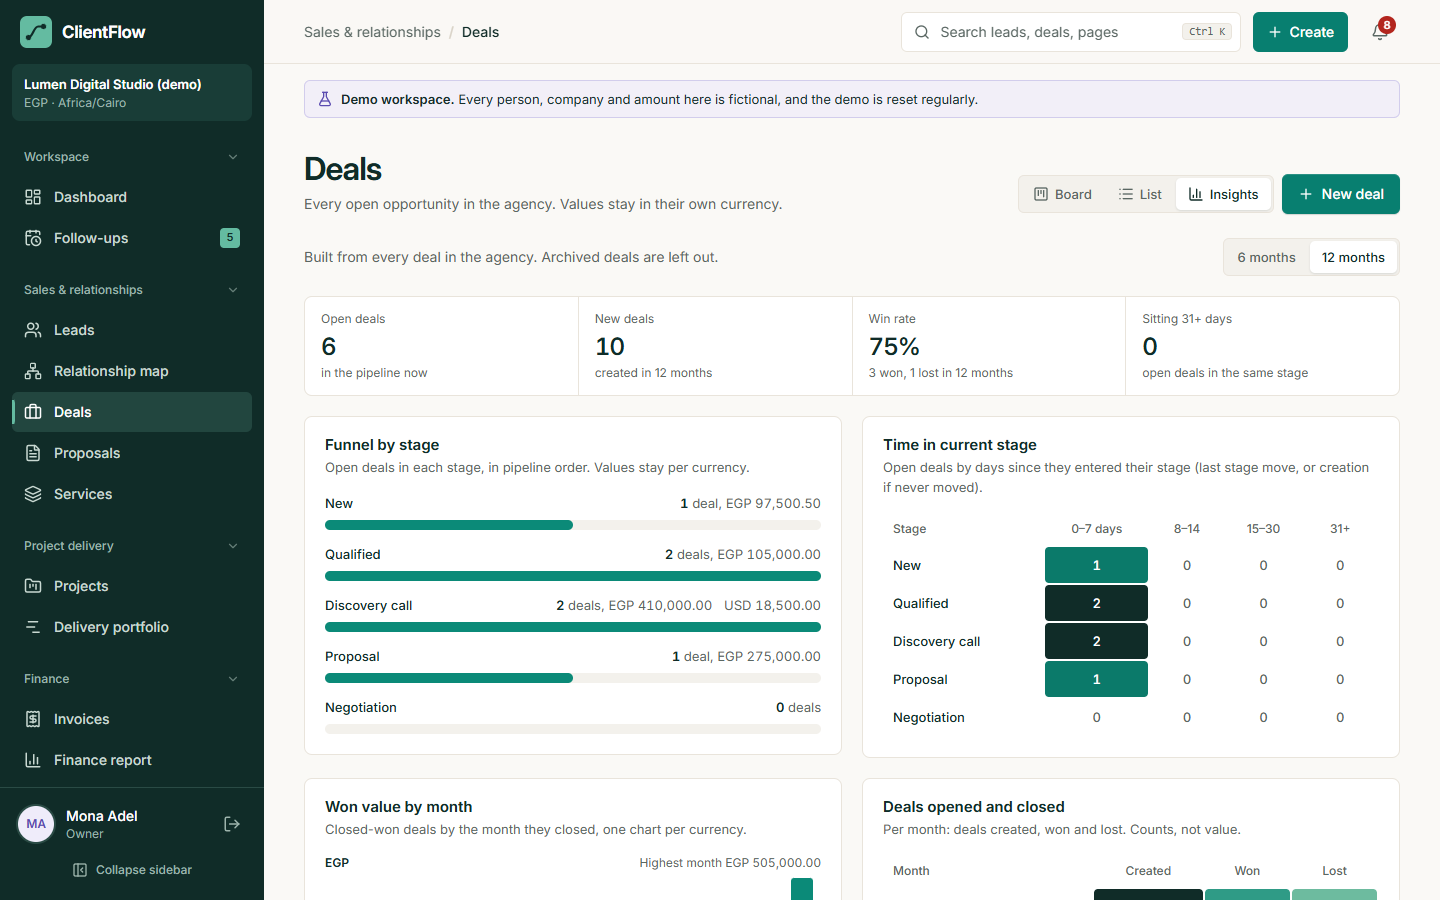 ClientFlow
Lumen Digital Studio (demo)
EGP · Africa/Cairo
Workspace
Dashboard
Follow-ups 5
Sales & relationships
Leads
Relationship map
Deals
Proposals
Services
Project delivery
Projects
Delivery portfolio
Finance
Invoices
Finance report
MA
Mona Adel
Owner
Collapse sidebar
Sales & relationships / Deals
Search leads, deals, pages Ctrl K
Create
8
Demo workspace. Every person, company and amount here is fictional, and the demo is reset regularly.
Deals
Every open opportunity in the agency. Values stay in their own currency.
Board List Insights
New deal
Built from every deal in the agency. Archived deals are left out.
6 months 12 months
Open deals
6
in the pipeline now
New deals
10
created in 12 months
Win rate
75%
3 won, 1 lost in 12 months
Sitting 31+ days
0
open deals in the same stage
Funnel by stage
Open deals in each stage, in pipeline order. Values stay per currency.
New 1 deal, EGP 97,500.50
Qualified 2 deals, EGP 105,000.00
Discovery call 2 deals, EGP 410,000.00 USD 18,500.00
Proposal 1 deal, EGP 275,000.00
Negotiation 0 deals
Time in current stage
Open deals by days since they entered their stage (last stage move, or creation
if never moved).
Stage 0–7 days 8–14 15–30 31+
New 1 0 0 0
Qualified 2 0 0 0
Discovery call 2 0 0 0
Proposal 1 0 0 0
Negotiation 0 0 0 0
Won value by month
Closed-won deals by the month they closed, one chart per currency.
EGP Highest month EGP 505,000.00
Deals opened and closed
Per month: deals created, won and lost. Counts, not value.
Month Created Won Lost